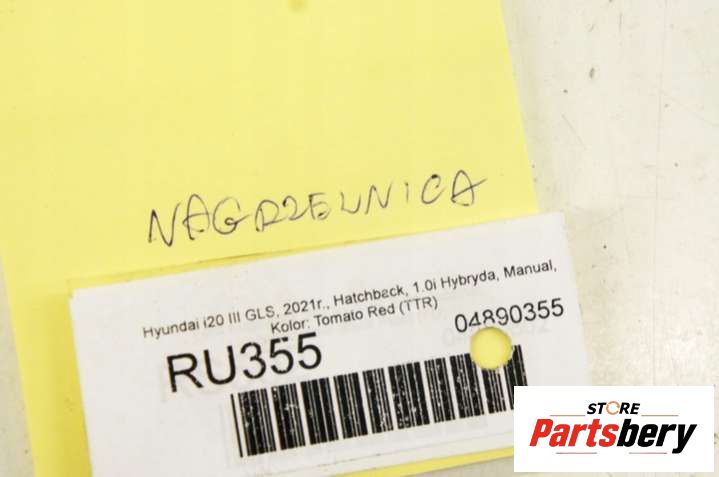 NAGRZEWNICA
Hyundai i20 III GLS, 2021r., Hatchback, 1.0i Hybryda, Manual,
Kolor: Tomato Red (TTR)
RU355
04890355
STORE
Partsbery